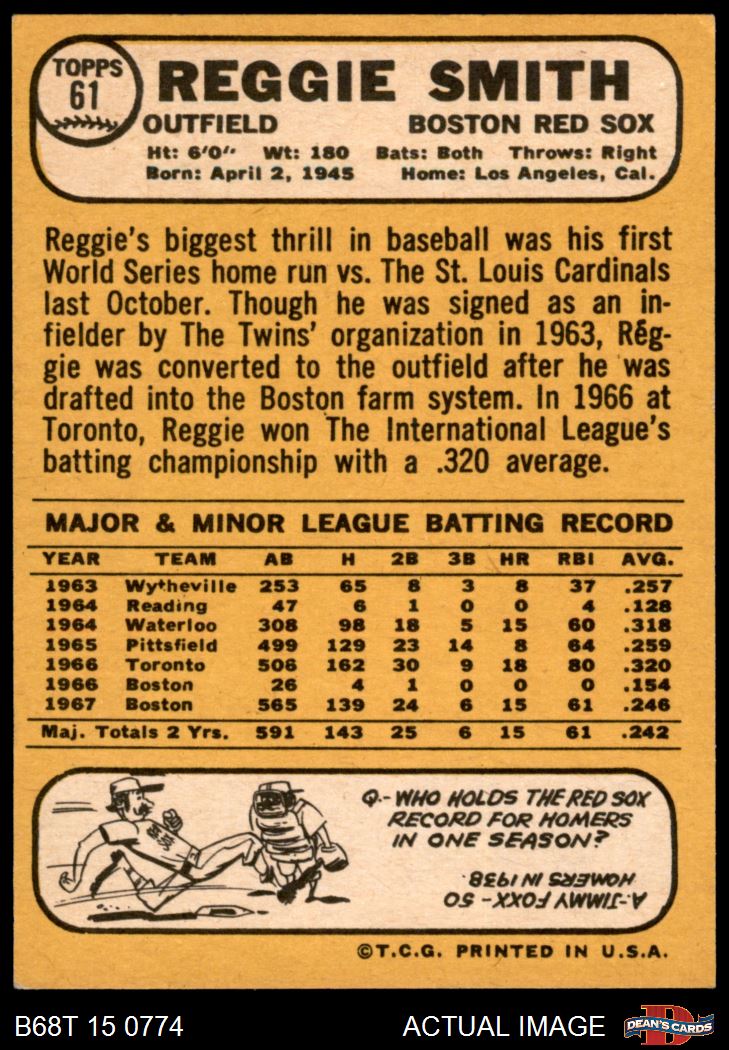 TOPPS
61
REGGIE SMITH
OUTFIELD BOSTON RED SOX
Ht: 6'0" Wt: 180 Bats: Both Throws: Right
Born: April 2, 1945 Home: Los Angeles, Cal.
Reggie's biggest thrill in baseball was his first
World Series home run vs. The St. Louis Cardinals
last October. Though he was signed as an in-
fielder by The Twins' organization in 1963, Reg-
gie was converted to the outfield after he was
drafted into the Boston farm system. In 1966 at
Toronto, Reggie won The International League's
batting championship with a .320 average.
MAJOR & MINOR LEAGUE BATTING RECORD
YEAR TEAM AB H 2B 3B HR RBI AVG.
1963 Wytheville 253 65 8 3 8 37 .257
1964 Reading 47 6 1 0 0 4 .128
1964 Waterloo 308 98 18 5 15 60 .318
1965 Pittsfield 499 129 23 14 8 64 .259
1966 Toronto 506 162 30 9 18 80 .320
1966 Boston 26 4 1 0 0 0 .154
1967 Boston 565 139 24 6 15 61 .246
Maj. Totals 2 Yrs. 591 143 25 6 15 61 .242
Q.- WHO HOLDS THE RED SOX
RECORD FOR HOMERS
IN ONE SEASON?
A.- JIMMY FOXX - 50
HOMERS IN 1938.
RED SOX
©T.C.G. PRINTED IN U.S.A.
B68T 15 0774 ACTUAL IMAGE
D
DEAN'S CARDS